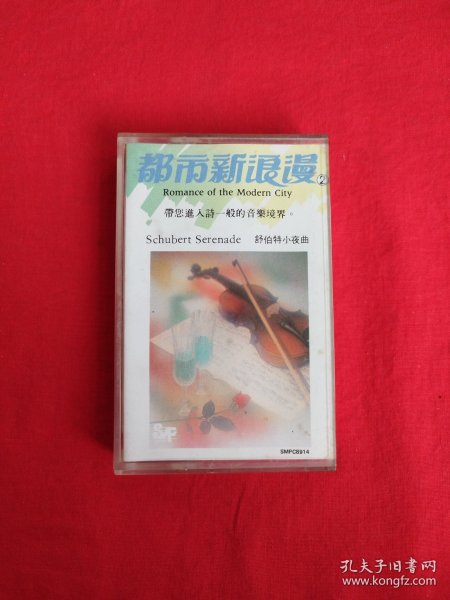 都市新浪漫②
Romance of the Modern City
帶您進入詩一般的音樂境界。
Schubert Serenade 舒伯特小夜曲
SMPC8914
孔夫子旧书网
www.kongfz.com